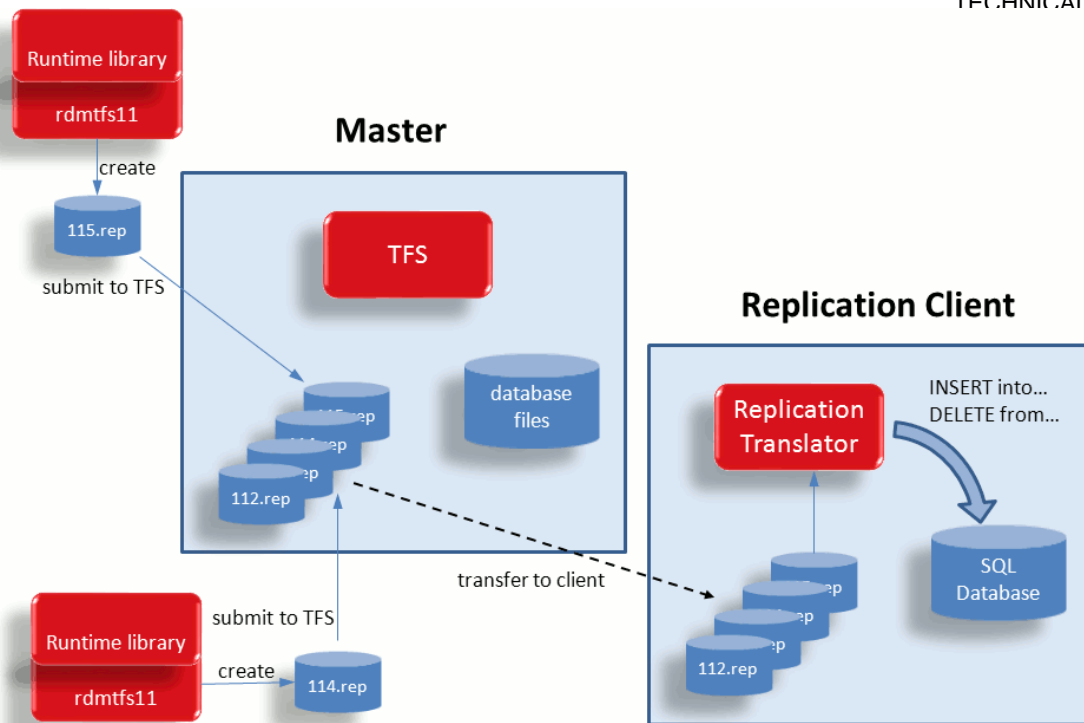 Runtime library
rdmtfs11
create
115.rep
submit to TFS
Master
TFS
database
files
112.rep
transfer to client
Replication Client
Replication
Translator
INSERT into...
DELETE from...
SQL
Database
112.rep
submit to TFS
Runtime library
rdmtfs11
create
114.rep